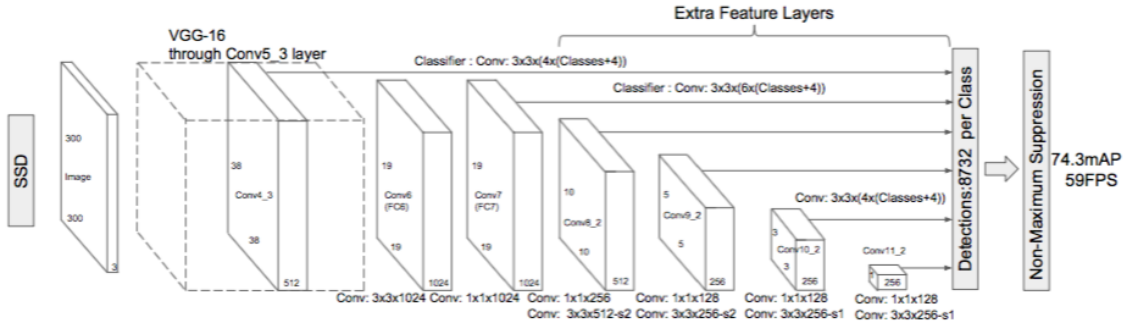 Extra Feature Layers
VGG-16
through Conv5_3 layer
Classifier : Conv: 3x3x(4x(Classes+4))
Classifier : Conv: 3x3x(6x(Classes+4))
SSD
300
Image
300
3
38
Conv4_3
38
512
19
Conv6
(FC6)
19
1024
19
Conv7
(FC7)
19
1024
10
Conv8_2
10
512
5
Conv9_2
5
256
Conv: 3x3x(4x(Classes+4))
3
Conv10_2
3
256
Conv11_2
256
Conv: 3x3x1024
Conv: 1x1x1024
Conv: 1x1x256
Conv: 3x3x512-s2
Conv: 1x1x128
Conv: 3x3x256-s2
Conv: 1x1x128
Conv: 3x3x256-s1
Conv: 1x1x128
Conv: 3x3x256-s1
Detections:8732 per Class
Non-Maximum Suppression
74.3mAP
59FPS